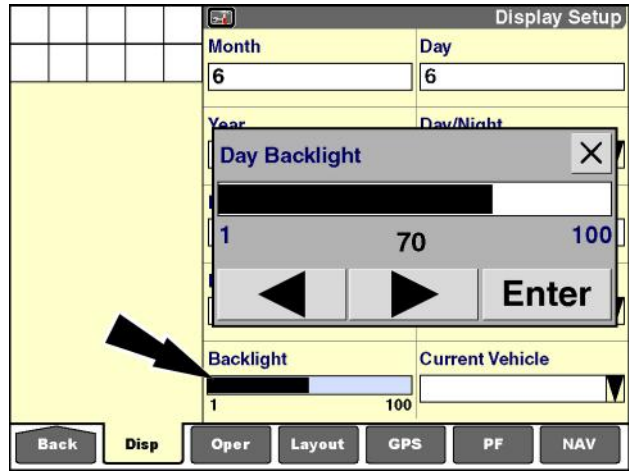 Display Setup
Month
Day
6
6
Year
Day/Night
Day Backlight
1
70
100
Enter
Backlight
Current Vehicle
1
100
Back
Disp
Oper
Layout
GPS
PF
NAV